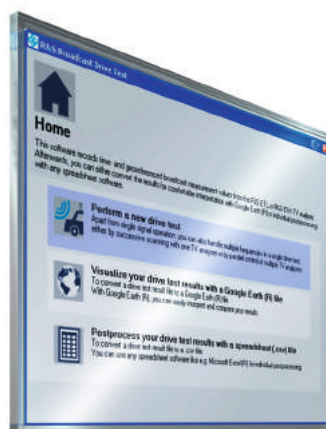 R&S Broadcast Drive Test
Home
This software records time- and georeferenced broadcast measurement values from the R&S ETL or R&S ETH TV analyzer.
Afterwards, you can either convert the results for comfortable interpretation with Google Earth (R) individual postprocessing
with any spreadsheet software.
Perform a new drive test
Apart from single signal operation, you can also handle multiple frequencies in a single drive test,
either by successive scanning with one TV analyzer or by parallel control of multiple TV analyzers
Visualize your drive test results with a Google Earth (R) file
To convert a drive test result file to a Google Earth (R) file.
With Google Earth (R), you can easily interpret and compare your results.
Postprocess your drive test results with a spreadsheet (.csv) file
To convert a drive test result file to a .csv file.
You can use any spreadsheet software like e.g. Microsoft Excel (R) for individual postprocessing.